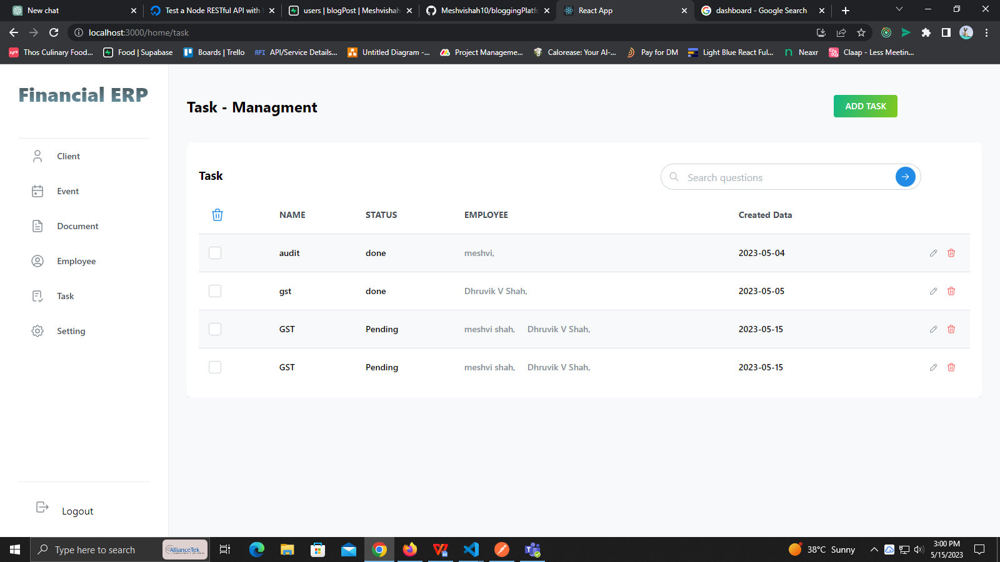 New chat
Test a Node RESTful API with
users | blogPost | Meshvishah
Meshvishah10/bloggingPlatfo
React App
dashboard - Google Search
localhost:3000/home/task
Thos Culinary Food...
Food | Supabase
Boards | Trello
API API/Service Details...
Untitled Diagram -...
Project Manageme...
Calorease: Your AI-...
Pay for DM
Light Blue React Ful...
Neaxr
Claap - Less Meetin...
Financial ERP
Client
Event
Document
Employee
Task
Setting
Logout
Task - Managment
ADD TASK
Task
Search questions
NAME STATUS EMPLOYEE Created Data
audit done meshvi, 2023-05-04
gst done Dhruvik V Shah, 2023-05-05
GST Pending meshvi shah, Dhruvik V Shah, 2023-05-15
GST Pending meshvi shah, Dhruvik V Shah, 2023-05-15
Type here to search
AllianceTek
38°C Sunny
3:00 PM
5/15/2023